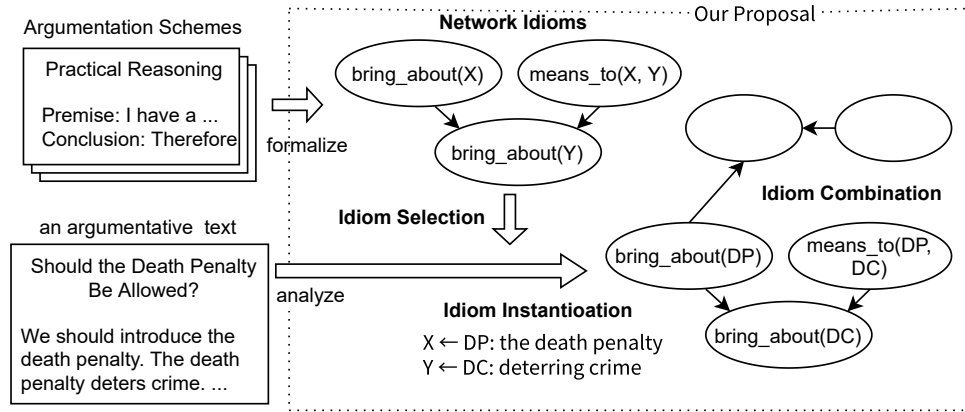 Our Proposal
Argumentation Schemes
Practical Reasoning
Premise: I have a ...
Conclusion: Therefore
formalize
Network Idioms
bring_about(X)
means_to(X, Y)
bring_about(Y)
Idiom Selection
Idiom Combination
an argumentative text
Should the Death Penalty
Be Allowed?
We should introduce the
death penalty. The death
penalty deters crime. ...
analyze
Idiom Instantioation
X ← DP: the death penalty
Y ← DC: deterring crime
bring_about(DP)
means_to(DP,
DC)
bring_about(DC)